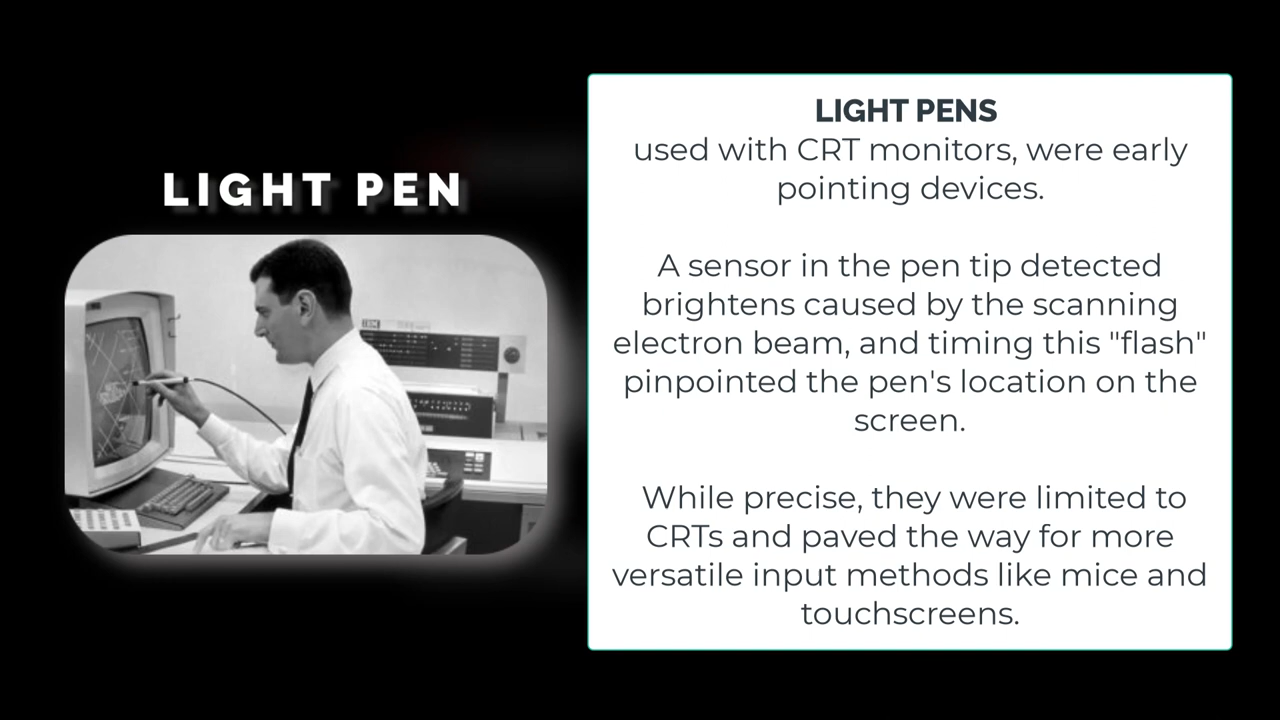 LIGHT PEN
IBM
LIGHT PENS
used with CRT monitors, were early
pointing devices.
A sensor in the pen tip detected
brightens caused by the scanning
electron beam, and timing this "flash"
pinpointed the pen's location on the
screen.
While precise, they were limited to
CRTs and paved the way for more
versatile input methods like mice and
touchscreens.